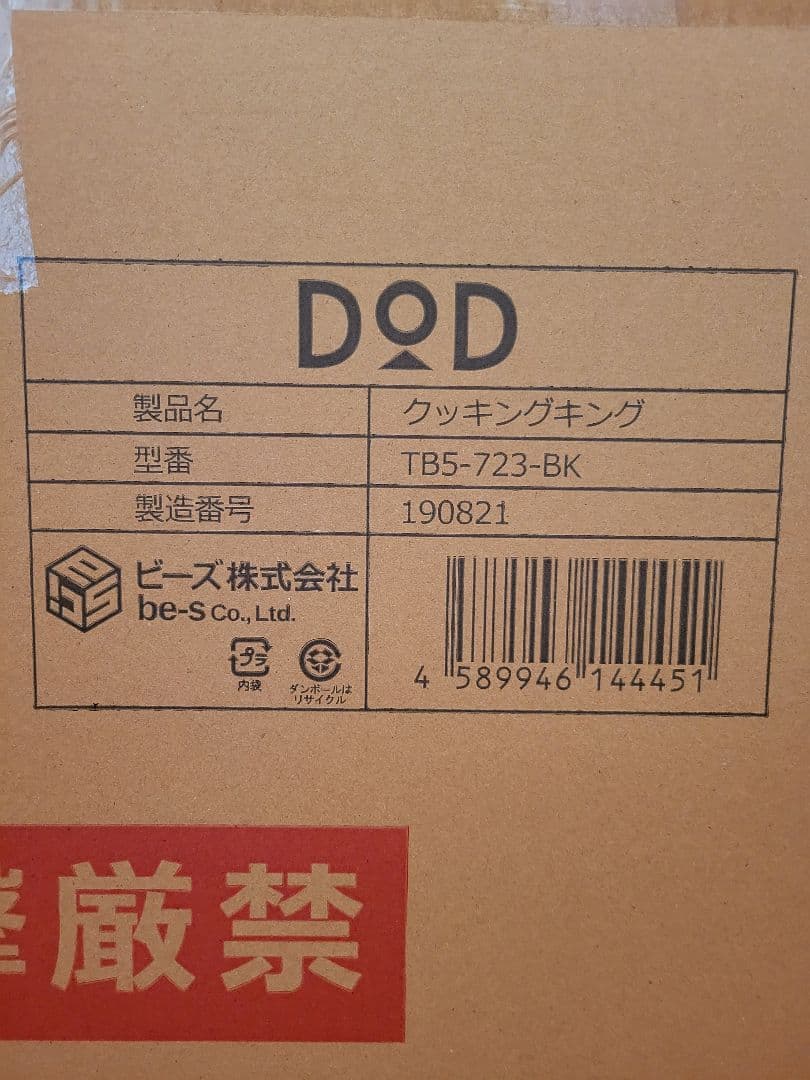 DOD
製品名 クッキングキング
型番 TB5-723-BK
製造番号 190821
ビーズ株式会社
be-s Co., Ltd.
プラ
内袋
ダンボールは
リサイクル
4 589946 144451
厳禁